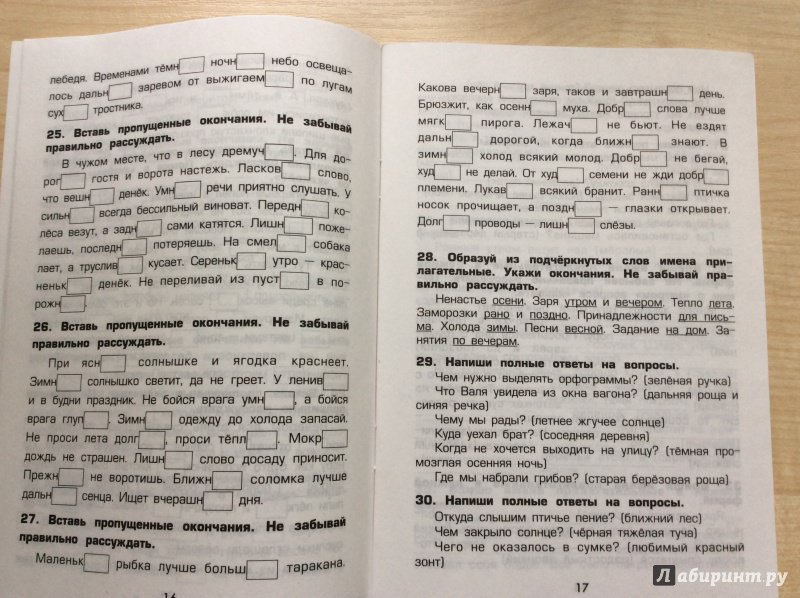 лебедя. Временами тёмн□ ночн□ небо освеща-
лось дальн□ заревом от выжигаем□ по лугам
сух□ тростника.
25. Вставь пропущенные окончания. Не забывай
правильно рассуждать.
В чужом месте, что в лесу дремуч□. Для до-
рог□ гостя и ворота настежь. Ласков□ слово,
что вешн□ денёк. Умн□ речи приятно слушать. У
сильн□ всегда бессильный виноват. Передн□ ко-
лёса везут, а задн□ сами катятся. Лишн□ поже-
лаешь, последн□ потеряешь. На смел□ собака
лает, а труслив□ кусает. Сереньк□ утро – крас-
неньк□ денёк. Не переливай из пуст□ в по-
рожн□.
26. Вставь пропущенные окончания. Не забывай
правильно рассуждать.
При ясн□ солнышке и ягодка краснеет.
Зимн□ солнышко светит, да не греет. У ленив□
и в будни праздник. Не бойся врага умн□, а бойся
врага глуп□. Зимн□ одежду до холода запасай.
Не проси лета долг□, проси тёпл□. Мокр□
дождь не страшен. Лишн□ слово досаду приносит.
Прежн□ не воротишь. Ближн□ соломка лучше
дальн□ сенца. Ищет вчерашн□ дня.
27. Вставь пропущенные окончания. Не забывай
правильно рассуждать.
Маленьк□ рыбка лучше больш□ таракана.
16
Какова вечерн□ заря, таков и завтрашн□ день.
Брюзжит, как осенн□ муха. Добр□ слова лучше
мягк□ пирога. Лежач□ не бьют. Не ездят
дальн□ дорогой, когда ближн□ знают. В
зимн□ холод всякий молод. Добр□ не бегай,
худ□ не делай. От худ□ семени не жди добр□
племени. Лукав□ всякий бранит. Ранн□ птичка
носок прочищает, а поздн□ – глазки открывает.
Долг□ проводы – лишн□ слёзы.
28. Образуй из подчёркнутых слов имена при-
лагательные. Укажи окончания. Не забывай пра-
вильно рассуждать.
Ненастье осени. Заря утром и вечером. Тепло лета.
Заморозки рано и поздно. Принадлежности для пись-
ма. Холода зимы. Песни весной. Задание на дом. За-
нятия по вечерам.
29. Напиши полные ответы на вопросы.
Чем нужно выделять орфограммы? (зелёная ручка)
Что Валя увидела из окна вагона? (дальняя роща и
синяя речка)
Чему мы рады? (летнее жгучее солнце)
Куда уехал брат? (соседняя деревня)
Когда не хочется выходить на улицу? (тёмная про-
мозглая осенняя ночь)
Где мы набрали грибов? (старая берёзовая роща)
30. Напиши полные ответы на вопросы.
Откуда слышим птичье пение? (ближний лес)
Чем закрыло солнце? (чёрная тяжёлая туча)
Чего не оказалось в сумке? (любимый красный
зонт)
17
Лабиринт.ру